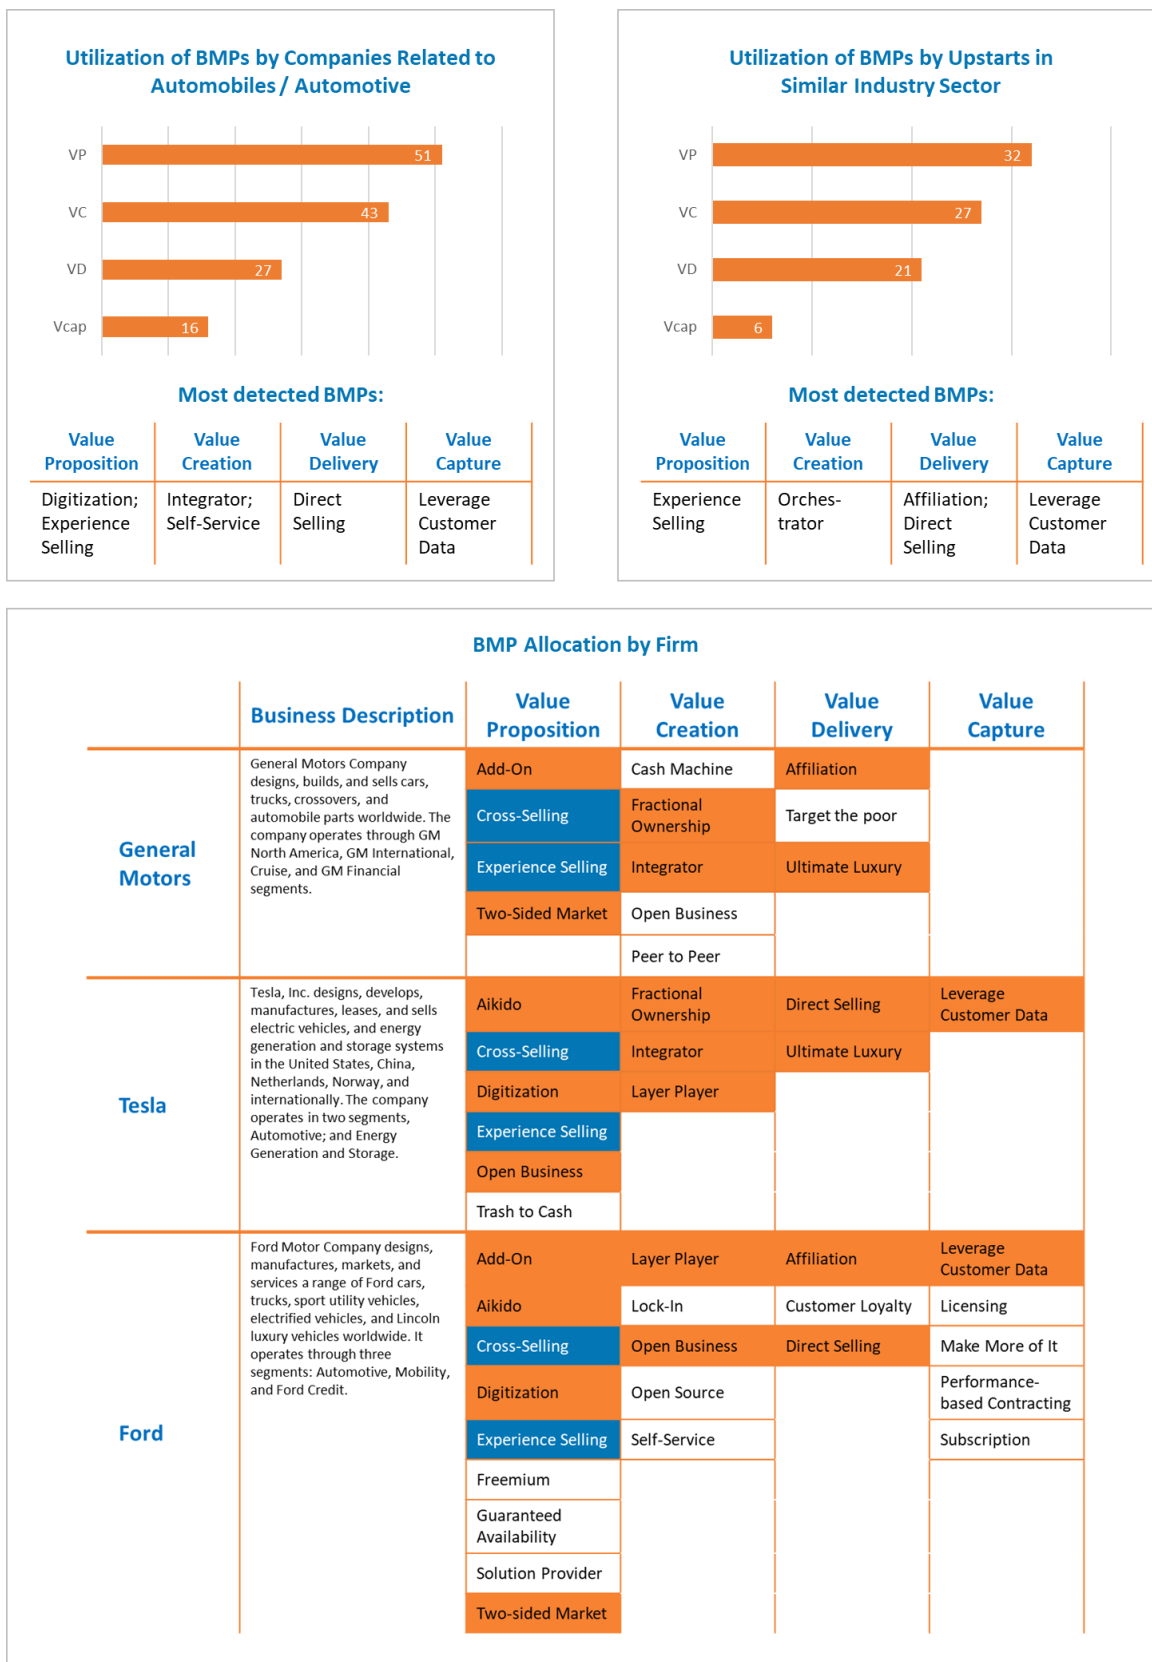 Utilization of BMPs by Companies Related to
Automobiles / Automotive
VP
51
VC
43
VD
27
Vcap
16
Most detected BMPs:
Value Proposition
Value Creation
Value Delivery
Value Capture
Digitization;
Experience
Selling
Integrator;
Self-Service
Direct
Selling
Leverage
Customer
Data
Utilization of BMPs by Upstarts in
Similar Industry Sector
VP
32
VC
27
VD
21
Vcap
6
Most detected BMPs:
Value Proposition
Value Creation
Value Delivery
Value Capture
Experience
Selling
Orches-
trator
Affiliation;
Direct
Selling
Leverage
Customer
Data
BMP Allocation by Firm
Business Description
Value
Proposition
Value
Creation
Value
Delivery
Value
Capture
General
Motors
General Motors Company
designs, builds, and sells cars,
trucks, crossovers, and
automobile parts worldwide. The
company operates through GM
North America, GM International,
Cruise, and GM Financial
segments.
Add-On
Cross-Selling
Experience Selling
Two-Sided Market
Cash Machine
Fractional
Ownership
Integrator
Open Business
Peer to Peer
Affiliation
Target the poor
Ultimate Luxury
Tesla
Tesla, Inc. designs, develops,
manufactures, leases, and sells
electric vehicles, and energy
generation and storage systems
in the United States, China,
Netherlands, Norway, and
internationally. The company
operates in two segments,
Automotive; and Energy
Generation and Storage.
Aikido
Cross-Selling
Digitization
Experience Selling
Open Business
Trash to Cash
Fractional
Ownership
Integrator
Layer Player
Direct Selling
Ultimate Luxury
Leverage
Customer Data
Ford
Ford Motor Company designs,
manufactures, markets, and
services a range of Ford cars,
trucks, sport utility vehicles,
electrified vehicles, and Lincoln
luxury vehicles worldwide. It
operates through three
segments: Automotive, Mobility,
and Ford Credit.
Add-On
Aikido
Cross-Selling
Digitization
Experience Selling
Freemium
Guaranteed
Availability
Solution Provider
Two-sided Market
Layer Player
Lock-In
Open Business
Open Source
Self-Service
Affiliation
Customer Loyalty
Direct Selling
Leverage
Customer Data
Licensing
Make More of It
Performance-
based Contracting
Subscription